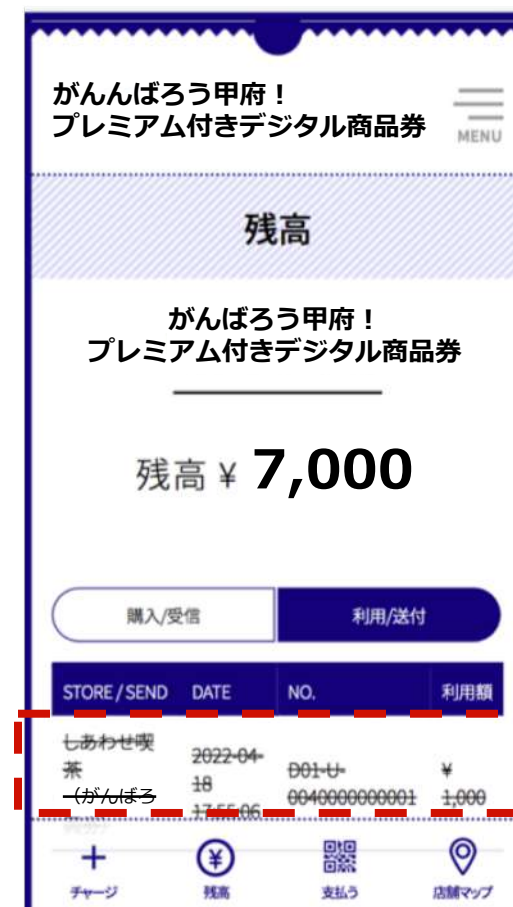 がんんばろう甲府！
プレミアム付きデジタル商品券
MENU
残高
がんばろう甲府！
プレミアム付きデジタル商品券
残高 ¥ 7,000
購入/受信
利用/送付
STORE / SEND DATE NO. 利用額
しあわせ喫
茶
（がんばろ
2022-04-
18
17:55:06
D01-U-
0040000000001
¥
1,000
チャージ
残高
支払う
店舗マップ